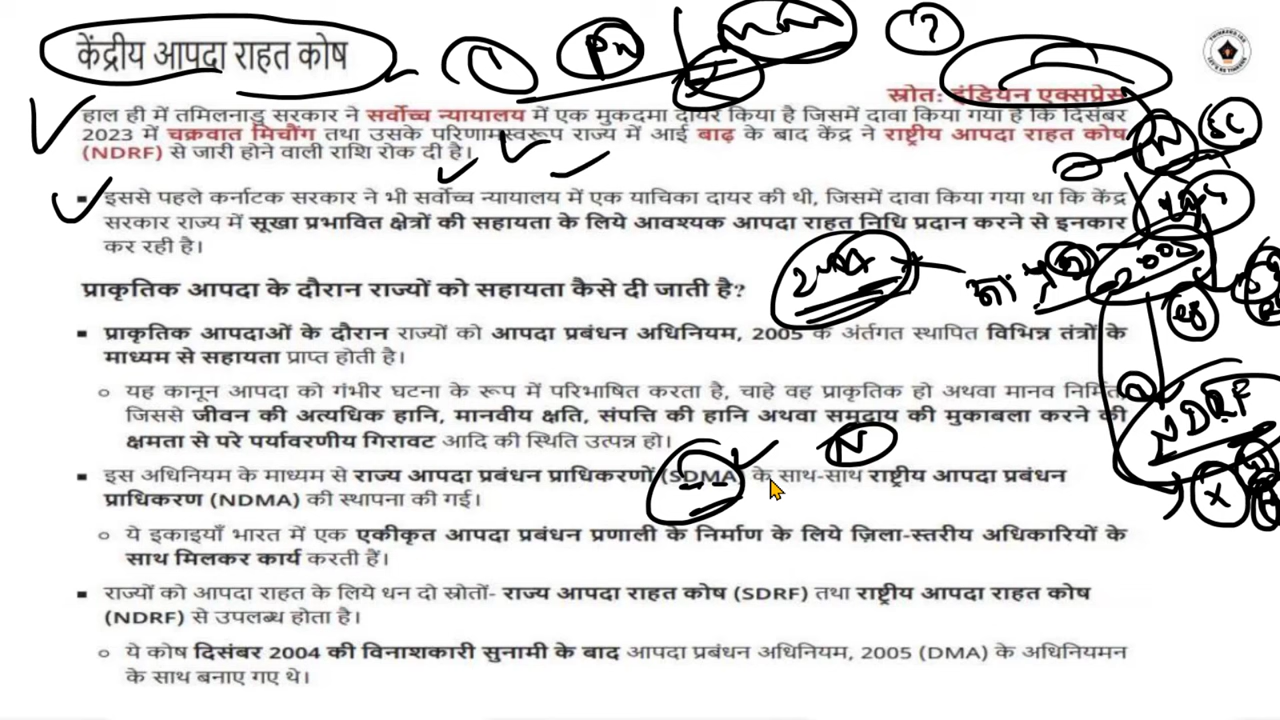 केंद्रीय आपदा राहत कोष
स्रोत: इंडियन एक्सप्रेस
हाल ही में तमिलनाडु सरकार ने सर्वोच्च न्यायालय में एक मुकदमा दायर किया है जिसमें दावा किया गया है कि दिसंबर
2023 में चक्रवात मिचौंग तथा उसके परिणामस्वरूप राज्य में आई बाढ़ के बाद केंद्र ने राष्ट्रीय आपदा राहत कोष
(NDRF) से जारी होने वाली राशि रोक दी है।
▪ इससे पहले कर्नाटक सरकार ने भी सर्वोच्च न्यायालय में एक याचिका दायर की थी, जिसमें दावा किया गया था कि केंद्र
सरकार राज्य में सूखा प्रभावित क्षेत्रों की सहायता के लिये आवश्यक आपदा राहत निधि प्रदान करने से इनकार
कर रही है।
प्राकृतिक आपदा के दौरान राज्यों को सहायता कैसे दी जाती है?
▪ प्राकृतिक आपदाओं के दौरान राज्यों को आपदा प्रबंधन अधिनियम, 2005 के अंर्तगत स्थापित विभिन्न तंत्रों के
माध्यम से सहायता प्राप्त होती है।
○ यह कानून आपदा को गंभीर घटना के रूप में परिभाषित करता है, चाहे वह प्राकृतिक हो अथवा मानव निर्मित,
जिससे जीवन की अत्यधिक हानि, मानवीय क्षति, संपत्ति की हानि अथवा समुदाय की मुकाबला करने की
क्षमता से परे पर्यावरणीय गिरावट आदि की स्थिति उत्पन्न हो।
▪ इस अधिनियम के माध्यम से राज्य आपदा प्रबंधन प्राधिकरणों (SDMA) के साथ-साथ राष्ट्रीय आपदा प्रबंधन
प्राधिकरण (NDMA) की स्थापना की गई।
○ ये इकाइयाँ भारत में एक एकीकृत आपदा प्रबंधन प्रणाली के निर्माण के लिये ज़िला-स्तरीय अधिकारियों के
साथ मिलकर कार्य करती हैं।
▪ राज्यों को आपदा राहत के लिये धन दो स्रोतों- राज्य आपदा राहत कोष (SDRF) तथा राष्ट्रीय आपदा राहत कोष
(NDRF) से उपलब्ध होता है।
○ ये कोष दिसंबर 2004 की विनाशकारी सुनामी के बाद आपदा प्रबंधन अधिनियम, 2005 (DMA) के अधिनियमन
के साथ बनाए गए थे।
?
SC
NDRF
N
X